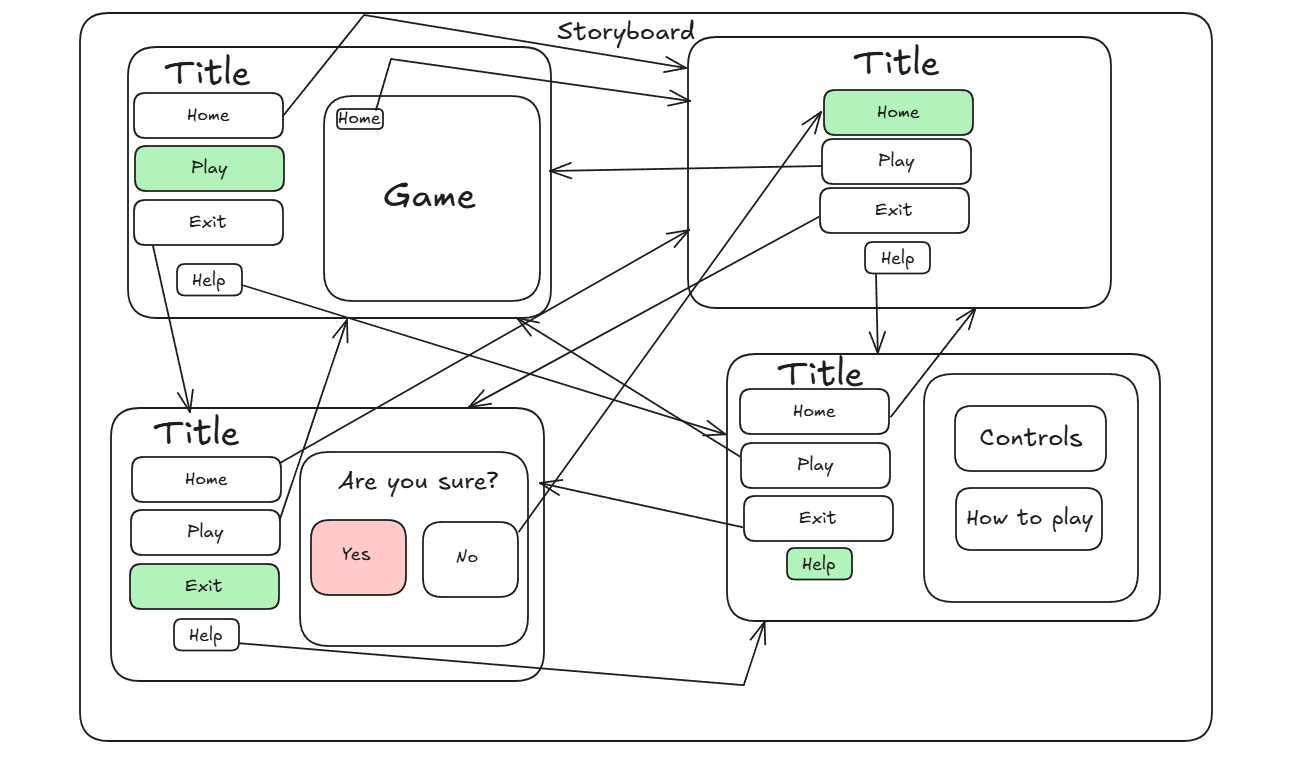 Storyboard
Title
Home
Play
Exit
Help
Home
Game
Title
Home
Play
Exit
Help
Title
Home
Play
Exit
Help
Are you sure?
Yes
No
Title
Home
Play
Exit
Help
Controls
How to play